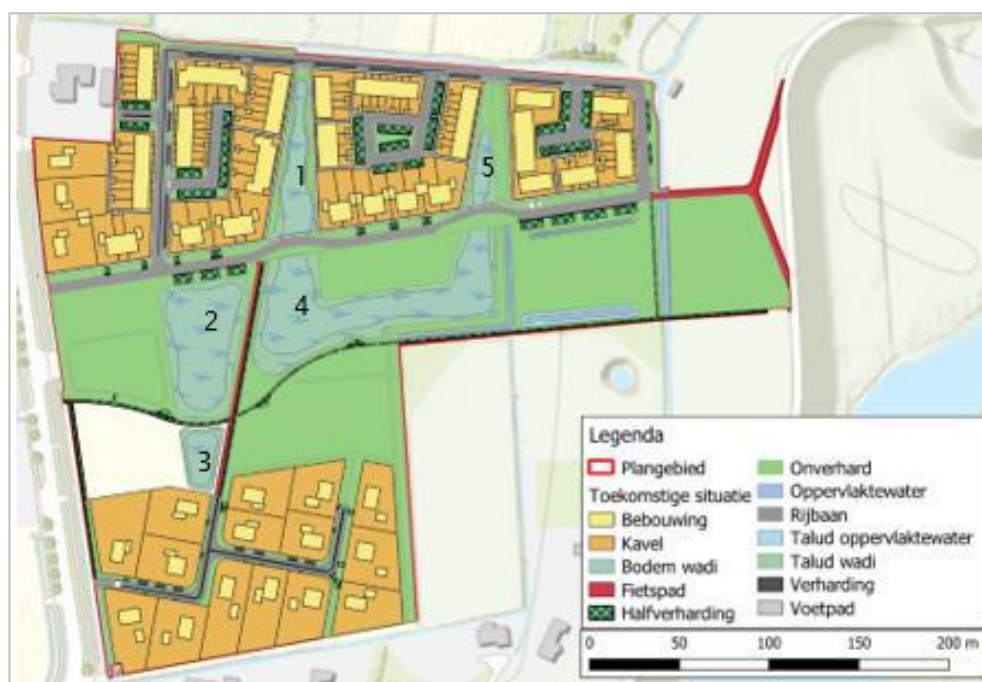 1
5
2
4
3
Legenda
Plangebied
Toekomstige situatie
Bebouwing
Kavel
Bodem wadi
Fietspad
Halfverharding
Onverhard
Oppervlaktewater
Rijbaan
Talud oppervlaktewater
Talud wadi
Verharding
Voetpad
0 50 100 150 200 m